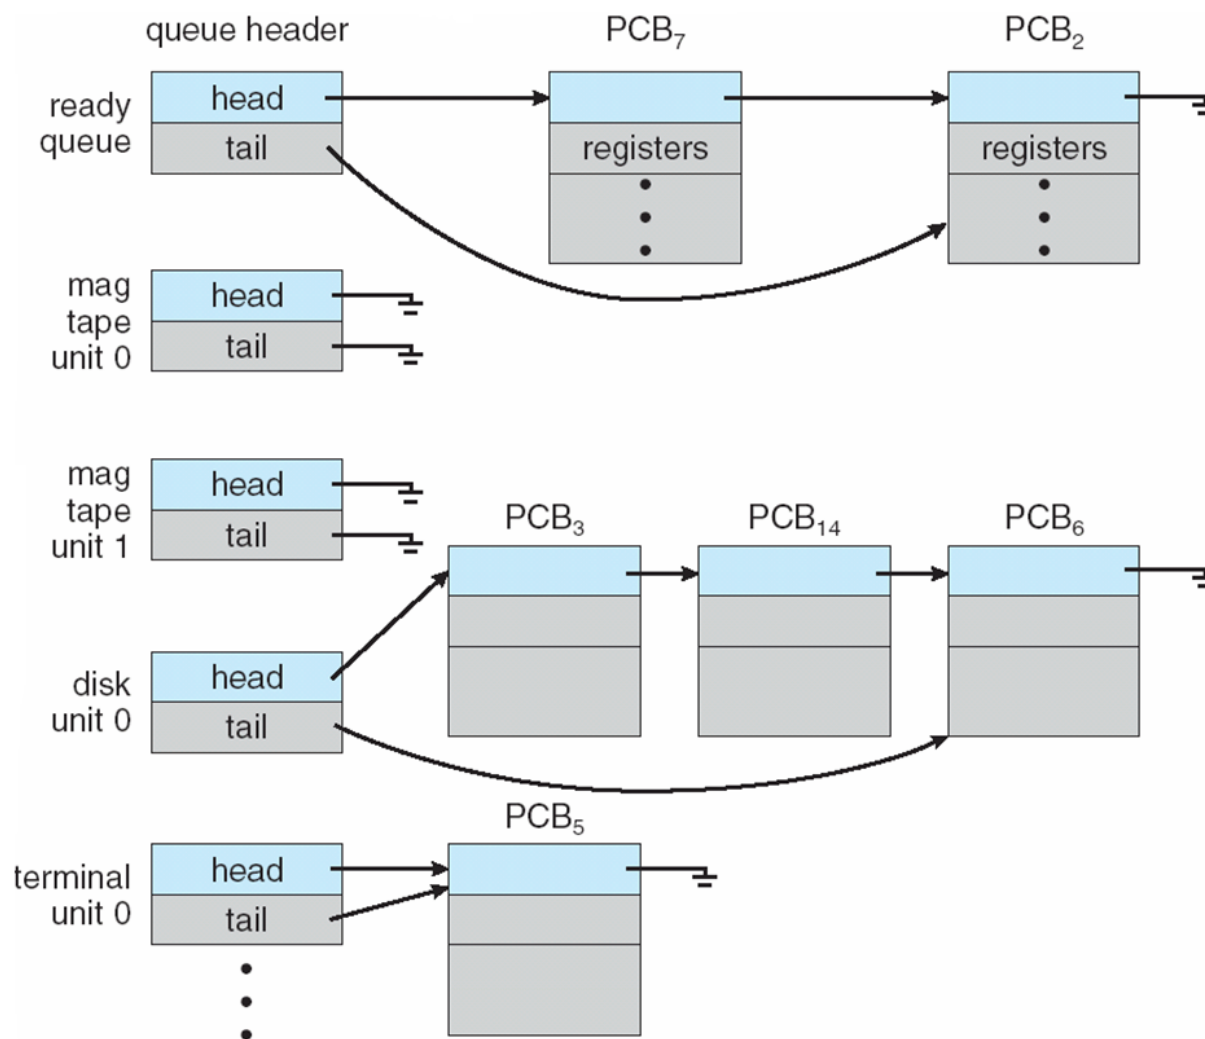 queue header
PCB₇
PCB₂
ready
queue
head
tail
registers
registers
mag
tape
unit 0
head
tail
mag
tape
unit 1
head
tail
PCB₃
PCB₁₄
PCB₆
disk
unit 0
head
tail
PCB₅
terminal
unit 0
head
tail